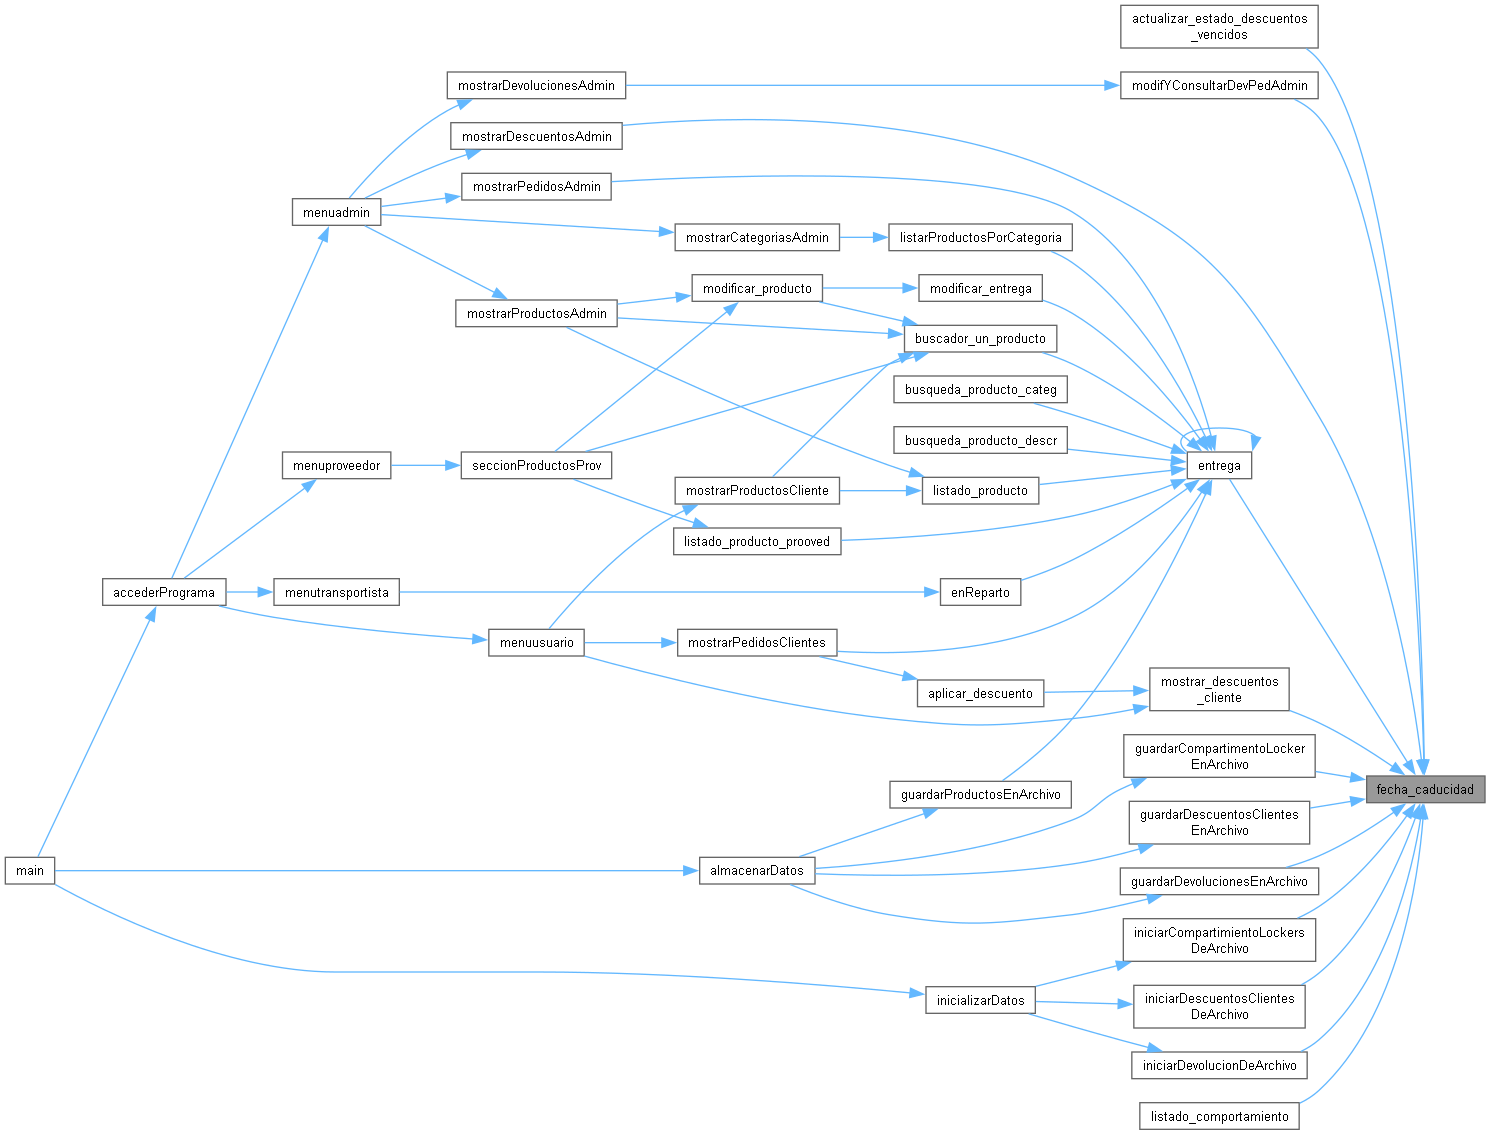 actualizar_estado_descuentos
_vencidos
mostrarDevolucionesAdmin
modifYConsultarDevPedAdmin
mostrarDescuentosAdmin
mostrarPedidosAdmin
menuadmin
mostrarCategoriasAdmin
listarProductosPorCategoria
modificar_producto
modificar_entrega
mostrarProductosAdmin
buscador_un_producto
busqueda_producto_categ
busqueda_producto_descr
menuproveedor
seccionProductosProv
entrega
mostrarProductosCliente
listado_producto
listado_producto_prooved
accederPrograma
menutransportista
enReparto
menuusuario
mostrarPedidosClientes
mostrar_descuentos
_cliente
aplicar_descuento
guardarCompartimentoLocker
EnArchivo
fecha_caducidad
guardarProductosEnArchivo
guardarDescuentosClientes
EnArchivo
main
almacenarDatos
guardarDevolucionesEnArchivo
iniciarCompartimientoLockers
DeArchivo
inicializarDatos
iniciarDescuentosClientes
DeArchivo
iniciarDevolucionDeArchivo
listado_comportamiento